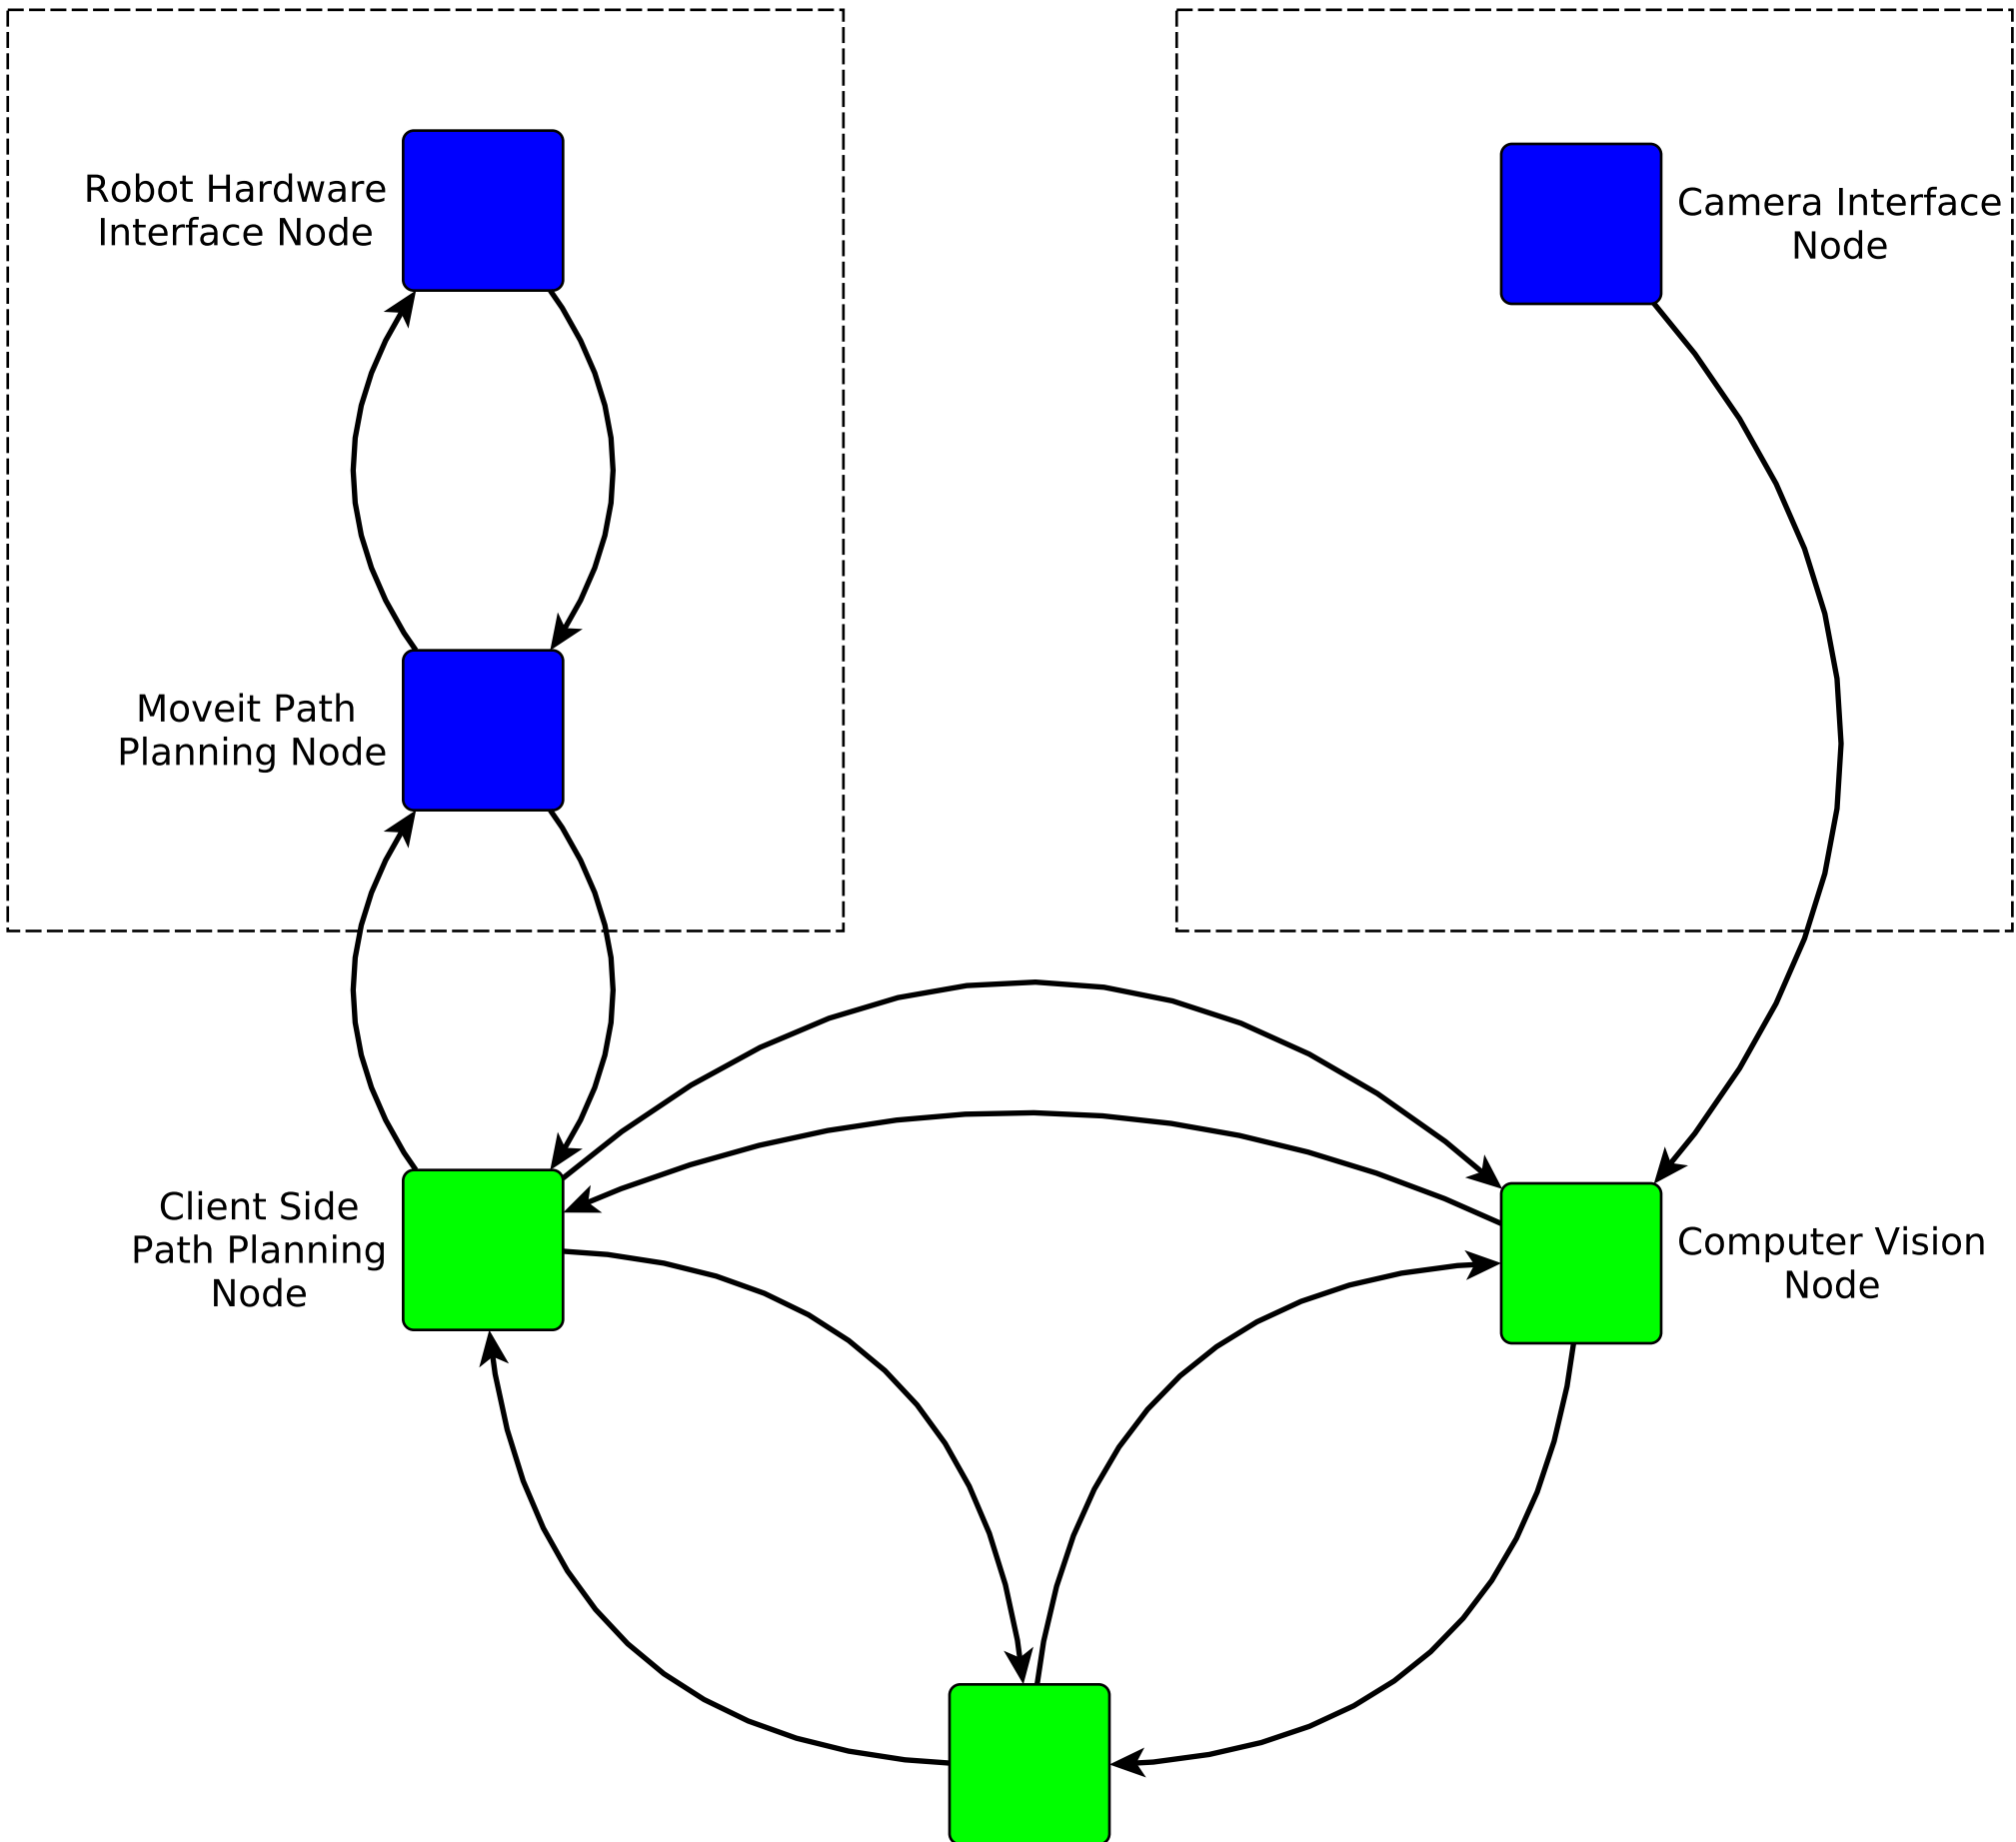 Robot Hardware
Interface Node
Camera Interface
Node
Moveit Path
Planning Node
Client Side
Path Planning
Node
Computer Vision
Node